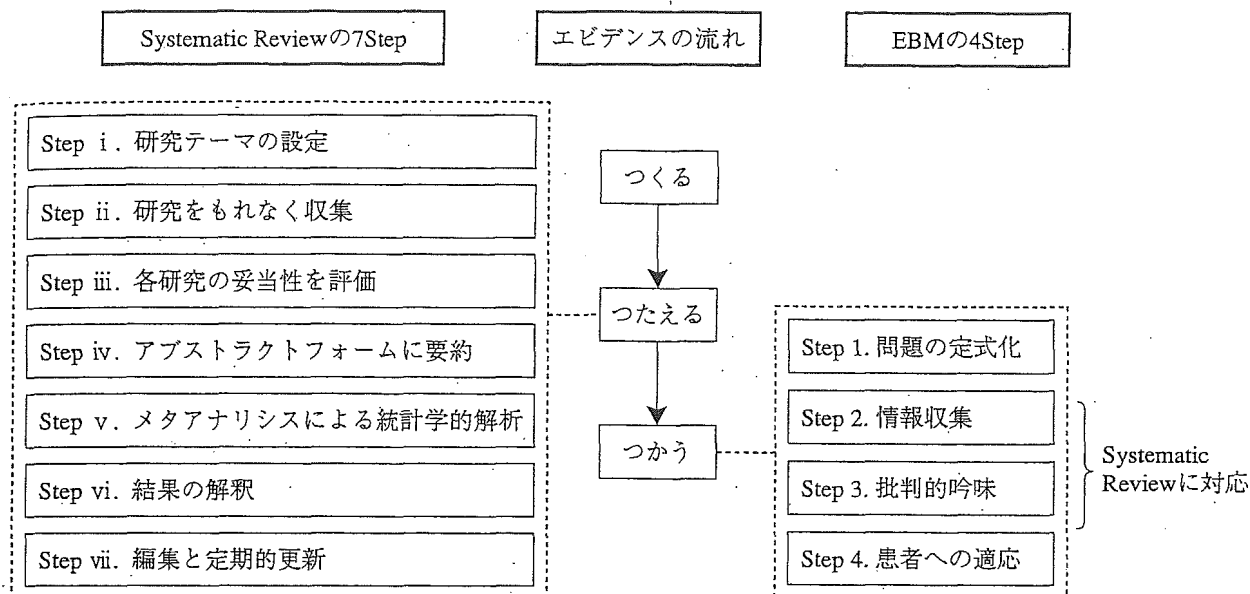 Systematic Reviewの7Step
エビデンスの流れ
EBMの4Step
Step ⅰ. 研究テーマの設定
Step ⅱ. 研究をもれなく収集
Step ⅲ. 各研究の妥当性を評価
Step ⅳ. アブストラクトフォームに要約
Step ⅴ. メタアナリシスによる統計学的解析
Step ⅵ. 結果の解釈
Step ⅶ. 編集と定期的更新
つくる
つたえる
つかう
Step 1. 問題の定式化
Step 2. 情報収集
Step 3. 批判的吟味
Step 4. 患者への適応
Systematic
Reviewに対応